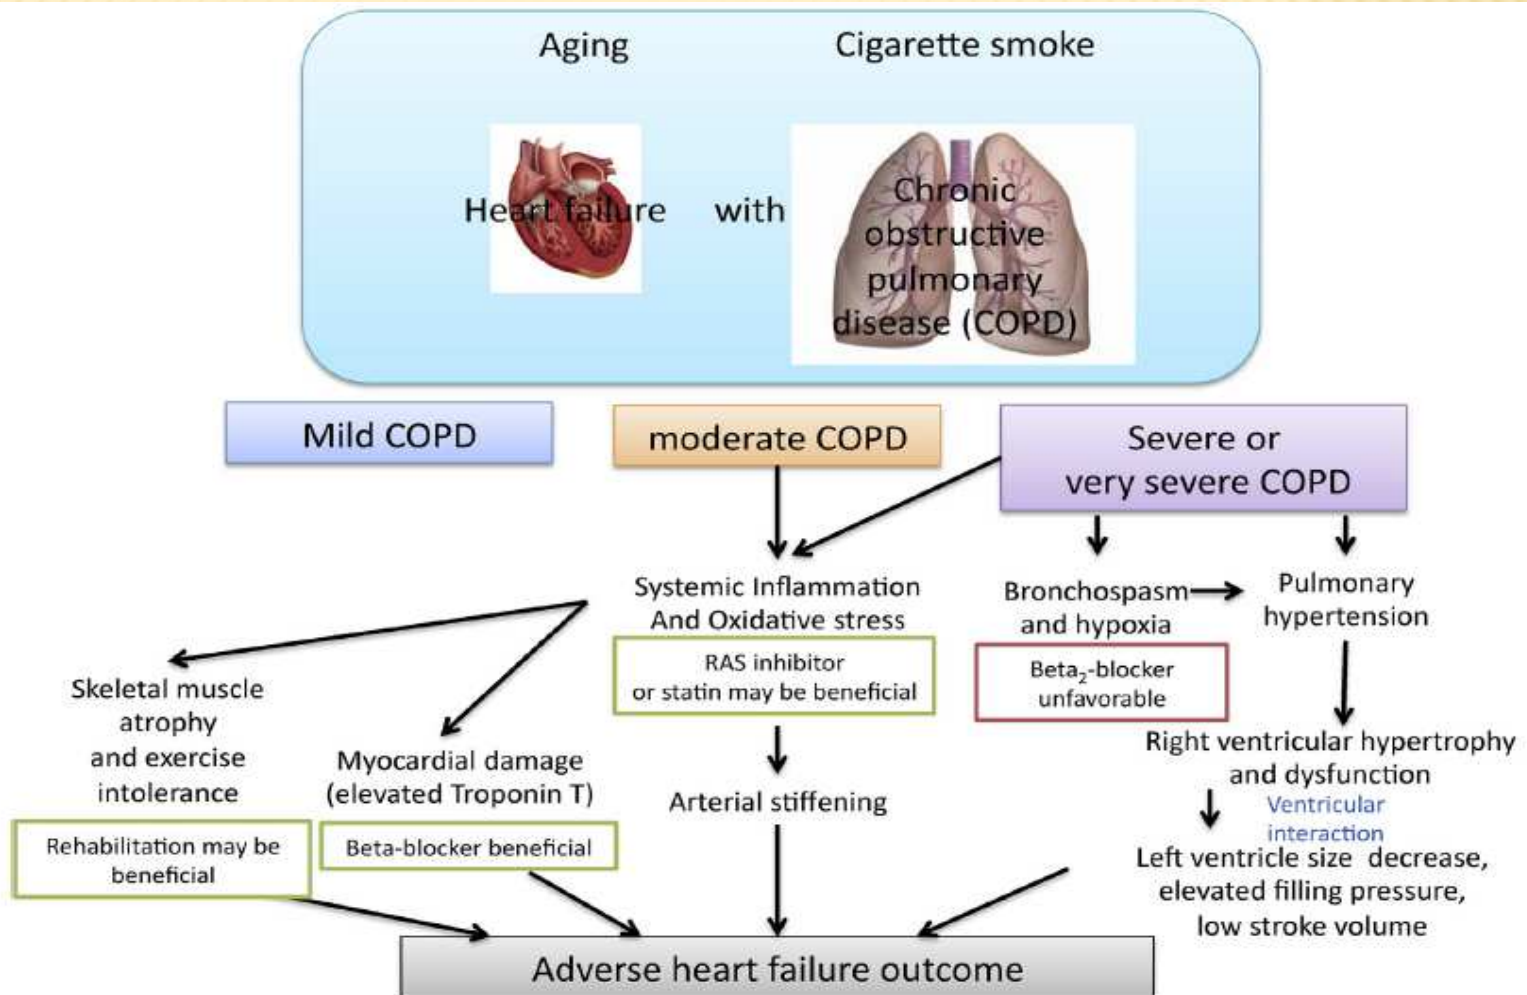 Aging
Cigarette smoke
Heart failure
with
Chronic
obstructive
pulmonary
disease (COPD)
Mild COPD
moderate COPD
Severe or
very severe COPD
Systemic Inflammation
And Oxidative stress
RAS inhibitor
or statin may be beneficial
Bronchospasm
and hypoxia
Beta₂-blocker
unfavorable
Pulmonary
hypertension
Skeletal muscle
atrophy
and exercise
intolerance
Rehabilitation may be
beneficial
Myocardial damage
(elevated Troponin T)
Beta-blocker beneficial
Arterial stiffening
Right ventricular hypertrophy
and dysfunction
Ventricular
interaction
Left ventricle size decrease,
elevated filling pressure,
low stroke volume
Adverse heart failure outcome